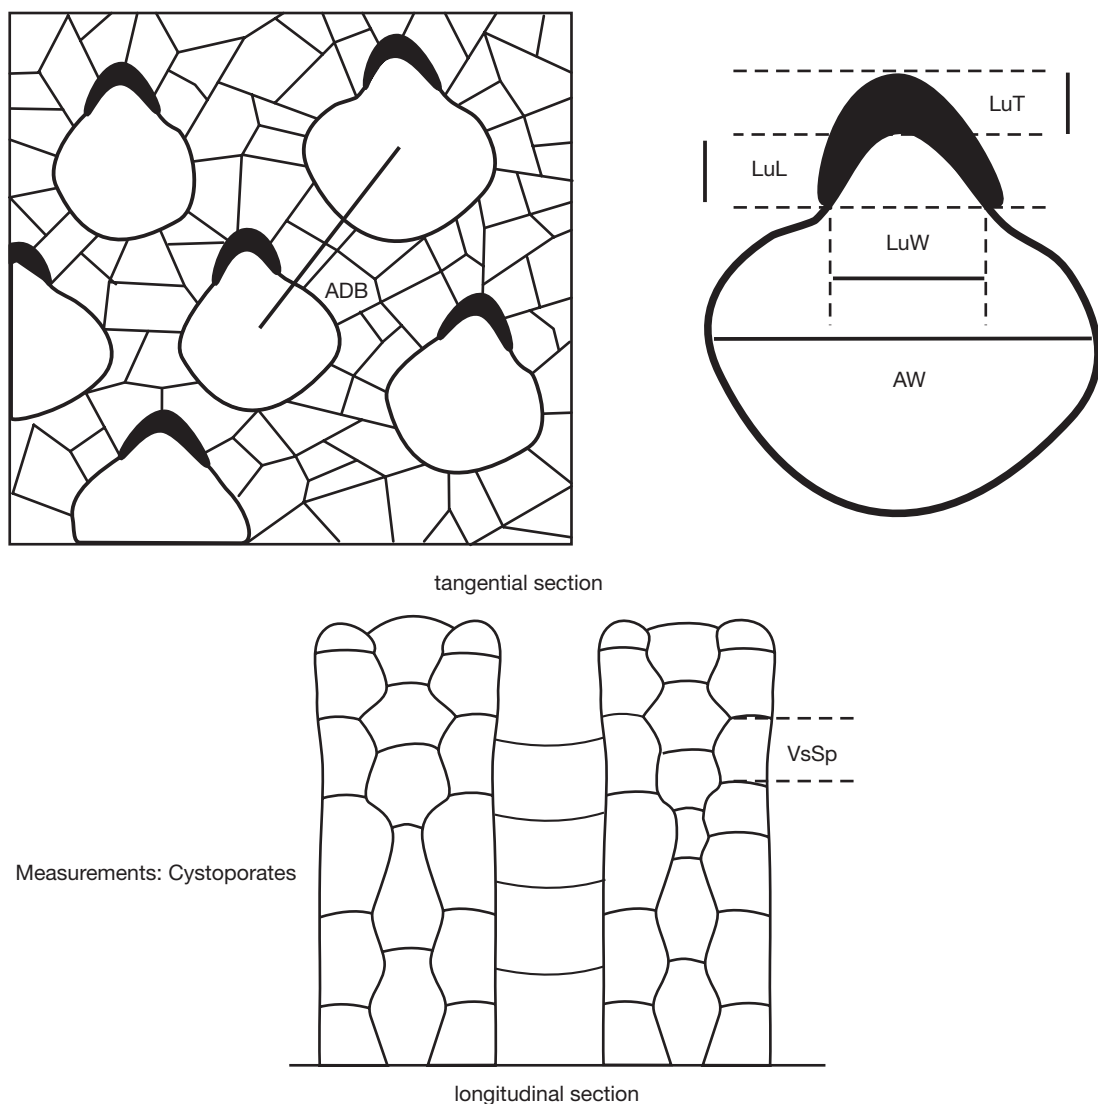 ADB
LuT
LuL
LuW
AW
tangential section
VsSp
Measurements: Cystoporates
longitudinal section